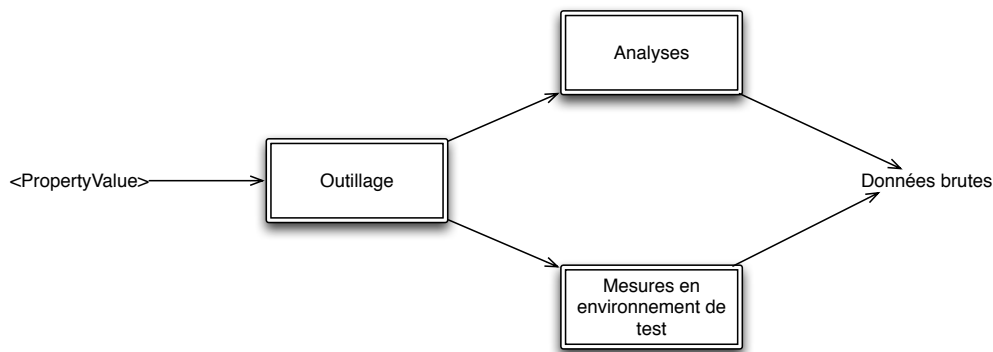 Analyses
<PropertyValue>
Outillage
Données brutes
Mesures en
environnement de
test